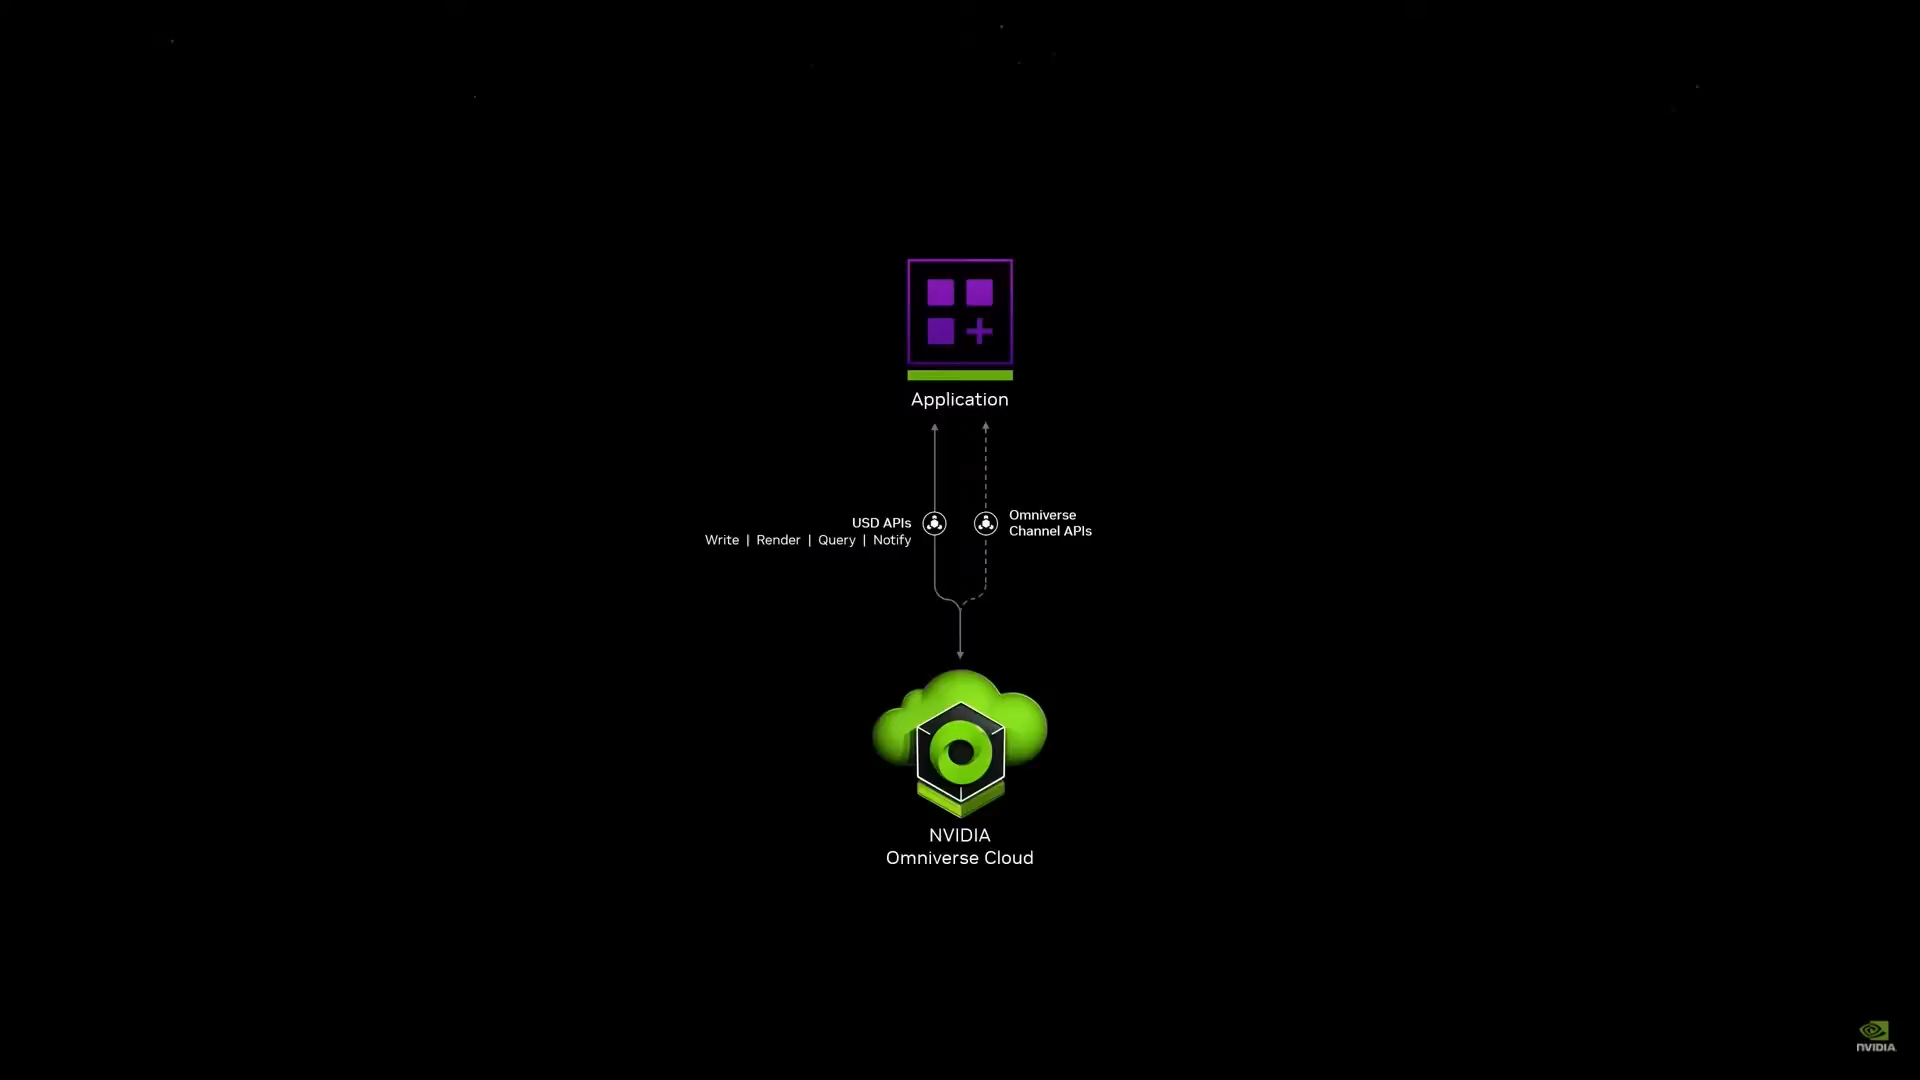 Application
USD APIs
Write | Render | Query | Notify
Omniverse
Channel APIs
NVIDIA
Omniverse Cloud
NVIDIA